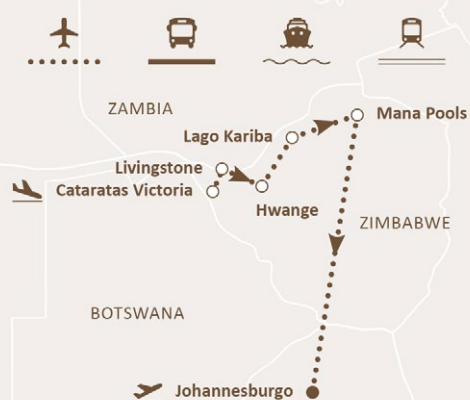 ZAMBIA
Mana Pools
Lago Kariba
Livingstone
Cataratas Victoria
Hwange
ZIMBABWE
BOTSWANA
Johannesburgo